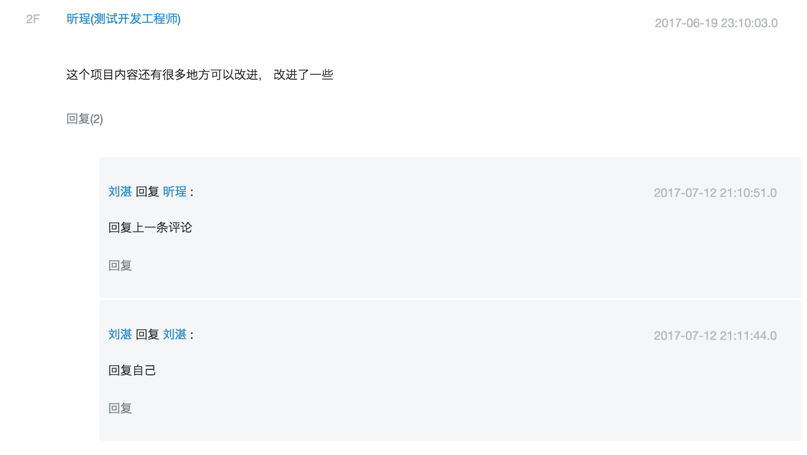 2F 昕珵(测试开发工程师) 2017-06-19 23:10:03.0
这个项目内容还有很多地方可以改进， 改进了一些
回复(2)
刘湛 回复 昕珵 : 2017-07-12 21:10:51.0
回复上一条评论
回复
刘湛 回复 刘湛 : 2017-07-12 21:11:44.0
回复自己
回复